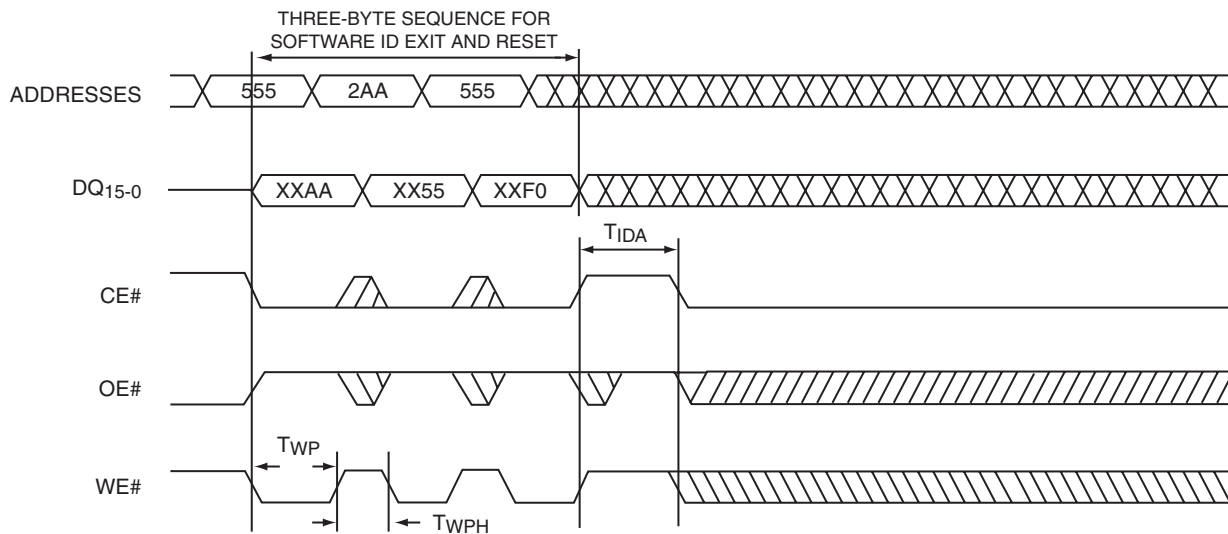 THREE-BYTE SEQUENCE FOR
SOFTWARE ID EXIT AND RESET
ADDRESSES 555 2AA 555
DQ15-0 XXAA XX55 XXF0
TIDA
CE#
OE#
TWP
WE#
TWPH